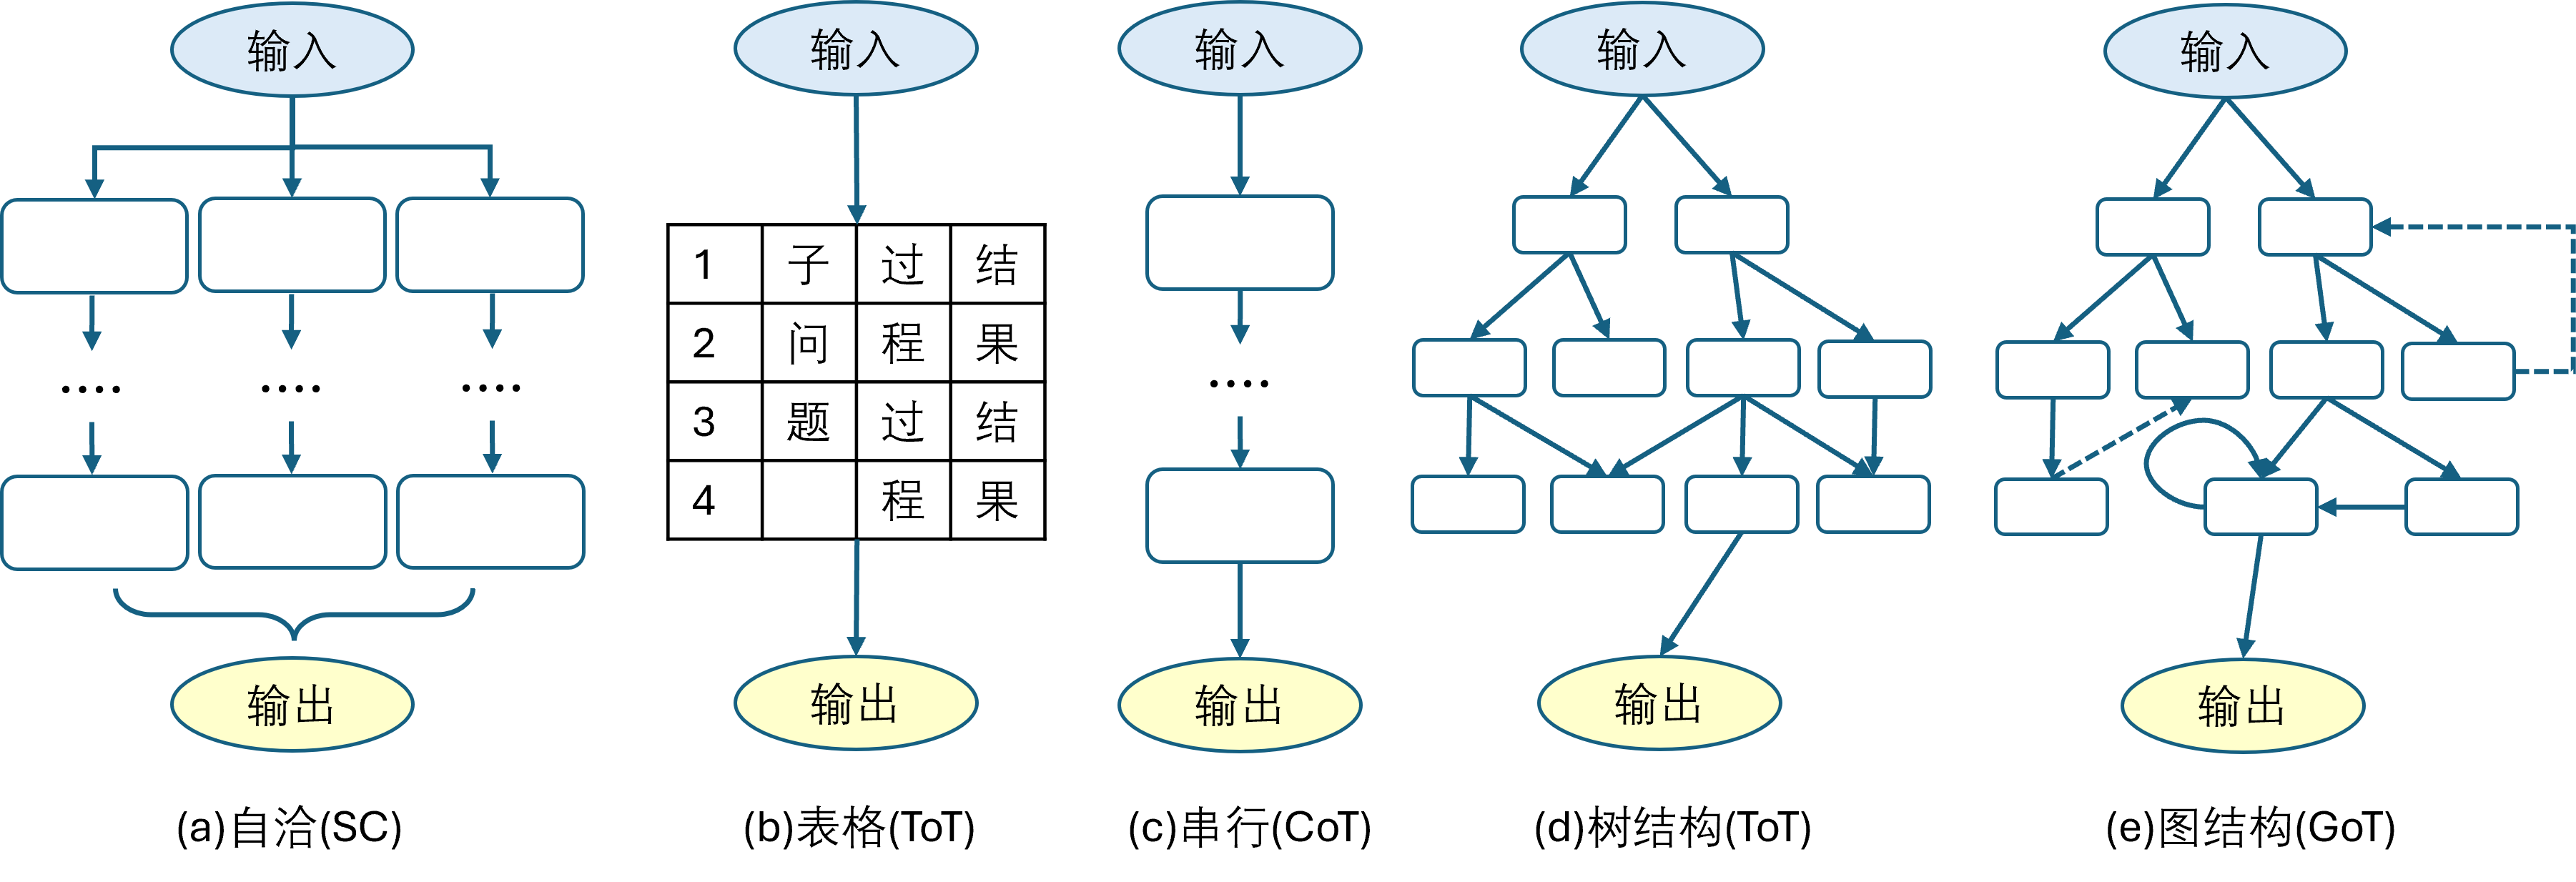 输入
输入
输入
输入
输入
1 子 过 结
2 问 程 果
3 题 过 结
4 程 果
....
....
....
....
输出
输出
输出
输出
输出
(a)自洽(SC)
(b)表格(ToT)
(c)串行(CoT)
(d)树结构(ToT)
(e)图结构(GoT)